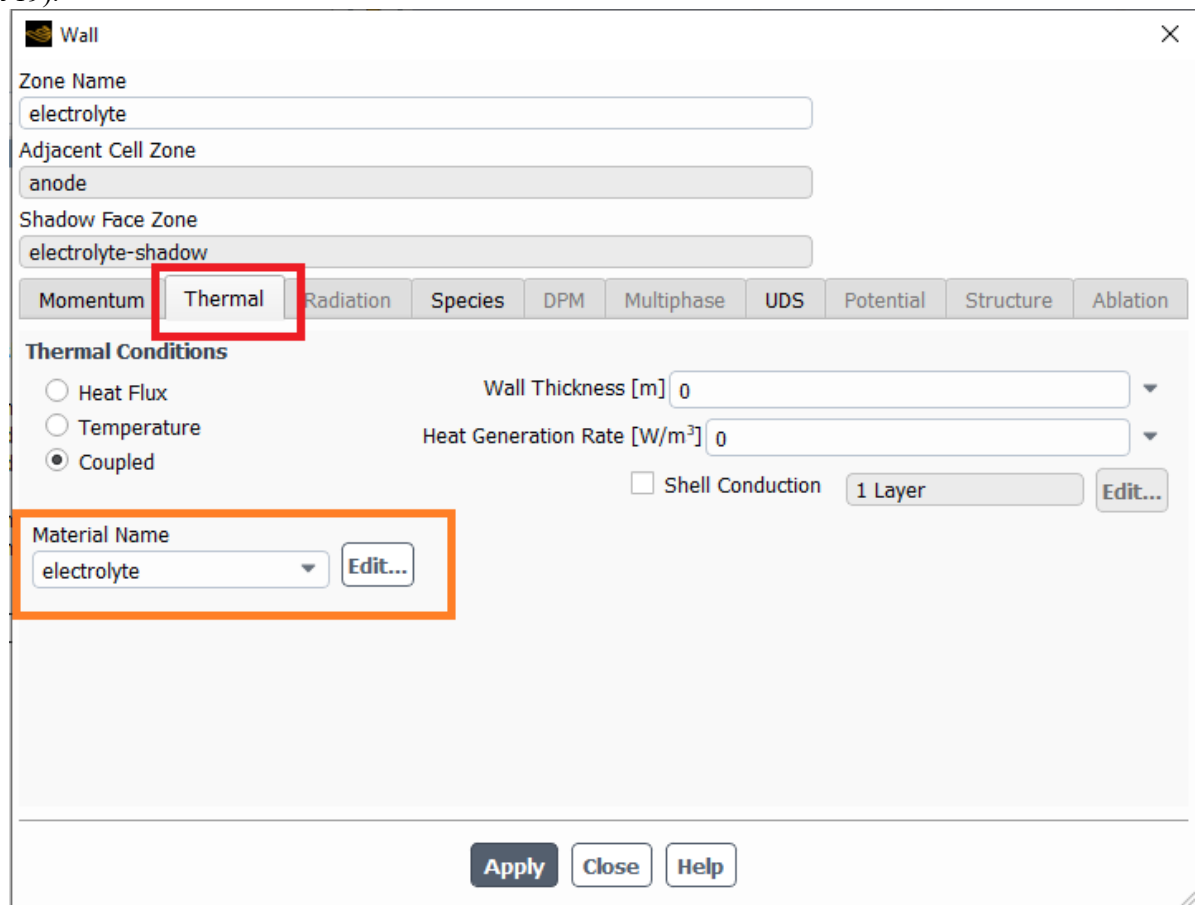 Wall
Zone Name
electrolyte
Adjacent Cell Zone
anode
Shadow Face Zone
electrolyte-shadow
Momentum Thermal Radiation Species DPM Multiphase UDS Potential Structure Ablation
Thermal Conditions
Heat Flux
Wall Thickness [m] 0
Temperature
Heat Generation Rate [W/m³] 0
Coupled
Shell Conduction 1 Layer Edit...
Material Name
electrolyte Edit...
Apply Close Help